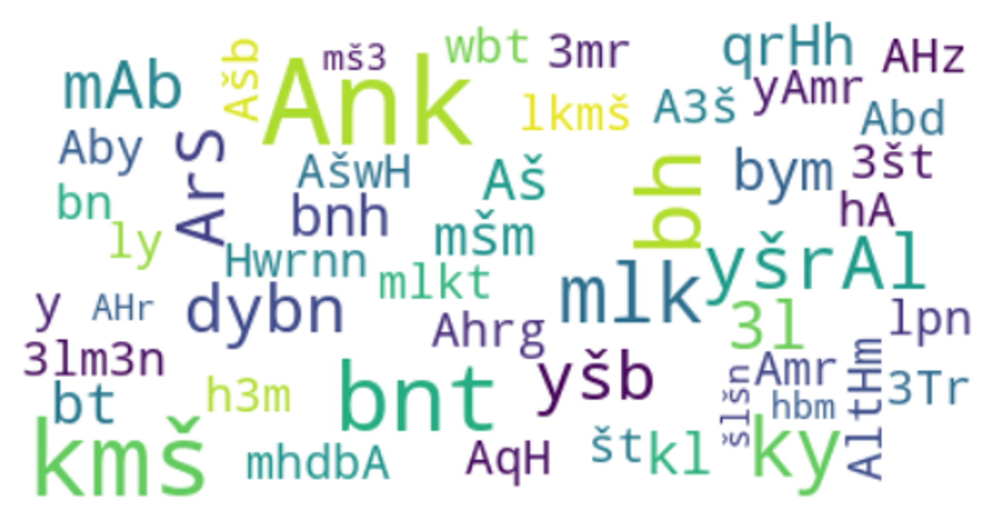 mAb
Ašb
Ank
mš3
wbt
3mr
qrHh
AHz
lkmš
A3š
yAmr
Abd
Aby
ArS
AšwH
Aš
bh
bym
3št
bn
bnh
hA
ly
Hwrnn
mšm
yšrAl
mlkt
mlk
y
AHr
dybn
Ahrg
3l
lpn
3lm3n
bt
h3m
bnt
yšb
šlšn
Amr
hbm
AltHm
3Tr
kmš
mhdbA
AqH
št
kl
ky